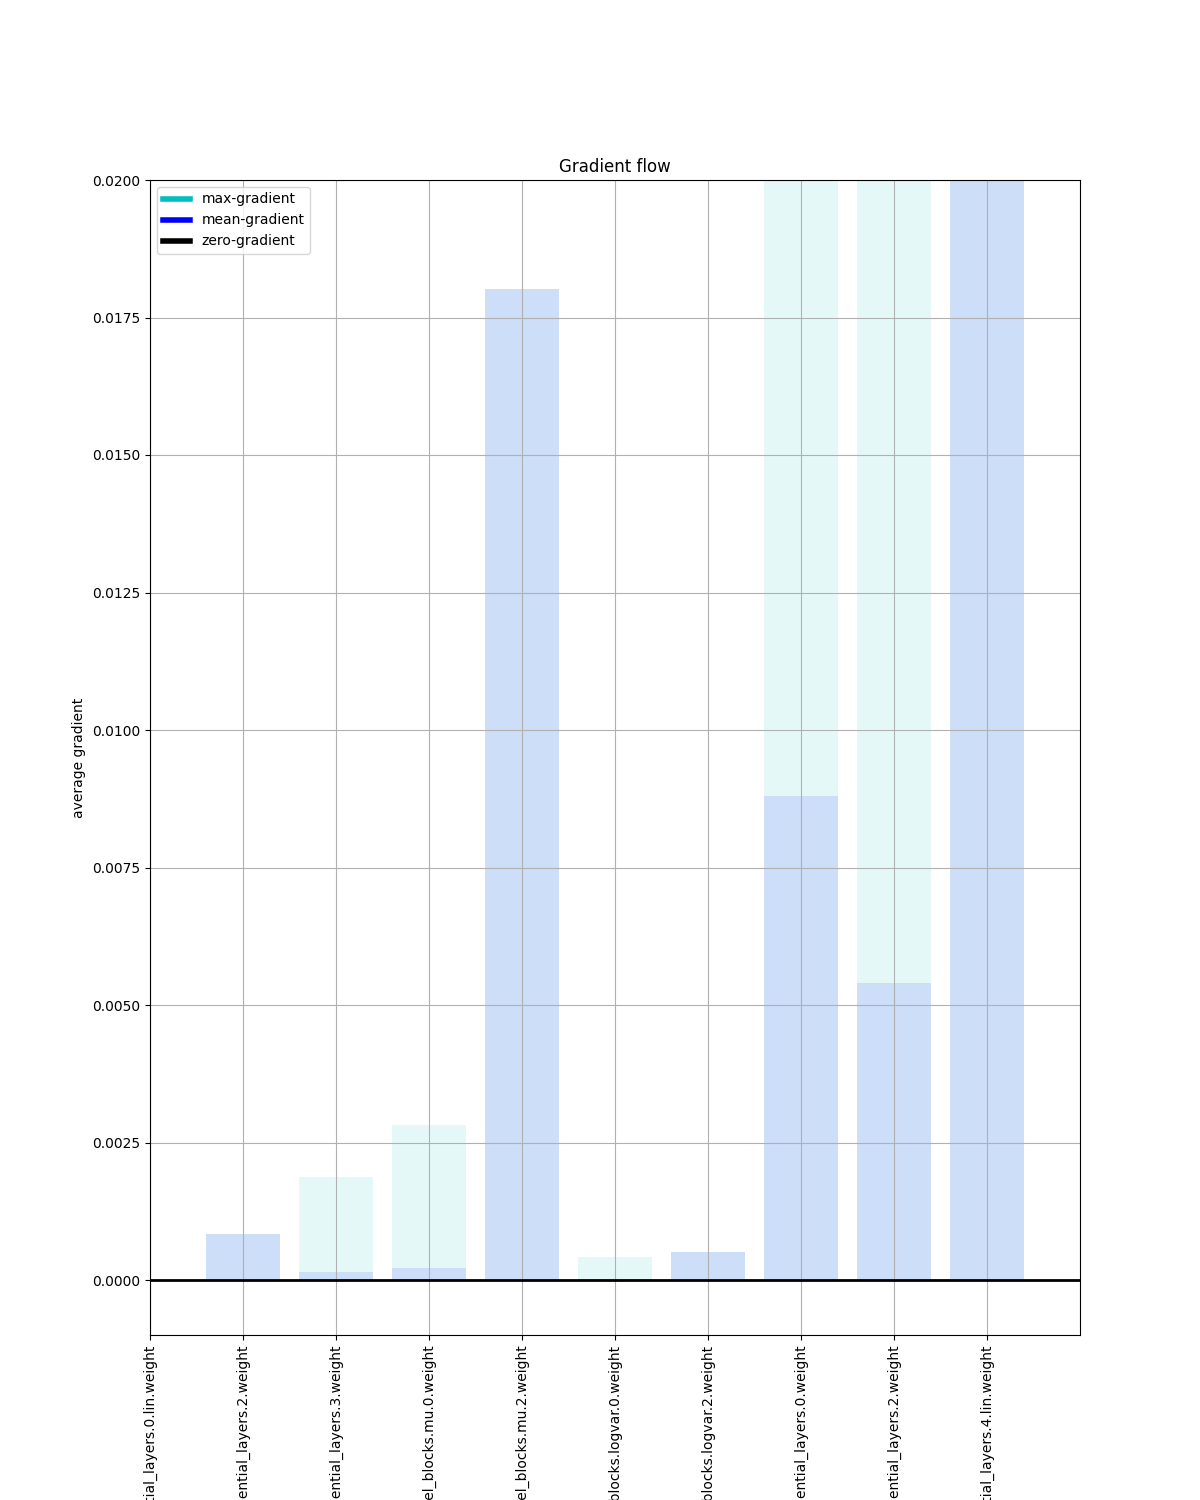 Gradient flow
max-gradient
mean-gradient
zero-gradient
0.0200
0.0175
0.0150
0.0125
0.0100
0.0075
0.0050
0.0025
0.0000
average gradient
tial_layers.0.lin.weight
ential_layers.2.weight
ential_layers.3.weight
el_blocks.mu.0.weight
el_blocks.mu.2.weight
blocks.logvar.0.weight
blocks.logvar.2.weight
ential_layers.0.weight
ential_layers.2.weight
tial_layers.4.lin.weight